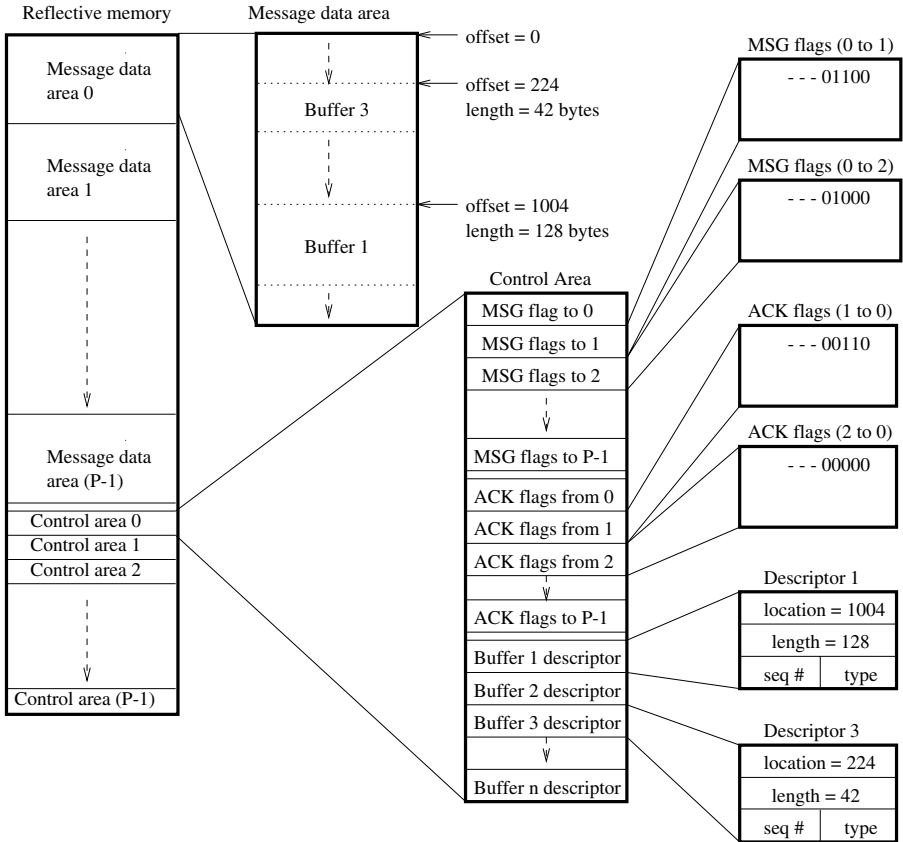 Reflective memory
Message data
area 0
Message data
area 1
Message data
area (P-1)
Control area 0
Control area 1
Control area 2
Control area (P-1)
Message data area
Buffer 3
Buffer 1
offset = 0
offset = 224
length = 42 bytes
offset = 1004
length = 128 bytes
Control Area
MSG flag to 0
MSG flags to 1
MSG flags to 2
MSG flags to P-1
ACK flags from 0
ACK flags from 1
ACK flags from 2
ACK flags to P-1
Buffer 1 descriptor
Buffer 2 descriptor
Buffer 3 descriptor
Buffer n descriptor
MSG flags (0 to 1)
- - - 01100
MSG flags (0 to 2)
- - - 01000
ACK flags (1 to 0)
- - - 00110
ACK flags (2 to 0)
- - - 00000
Descriptor 1
location = 1004
length = 128
seq # type
Descriptor 3
location = 224
length = 42
seq # type